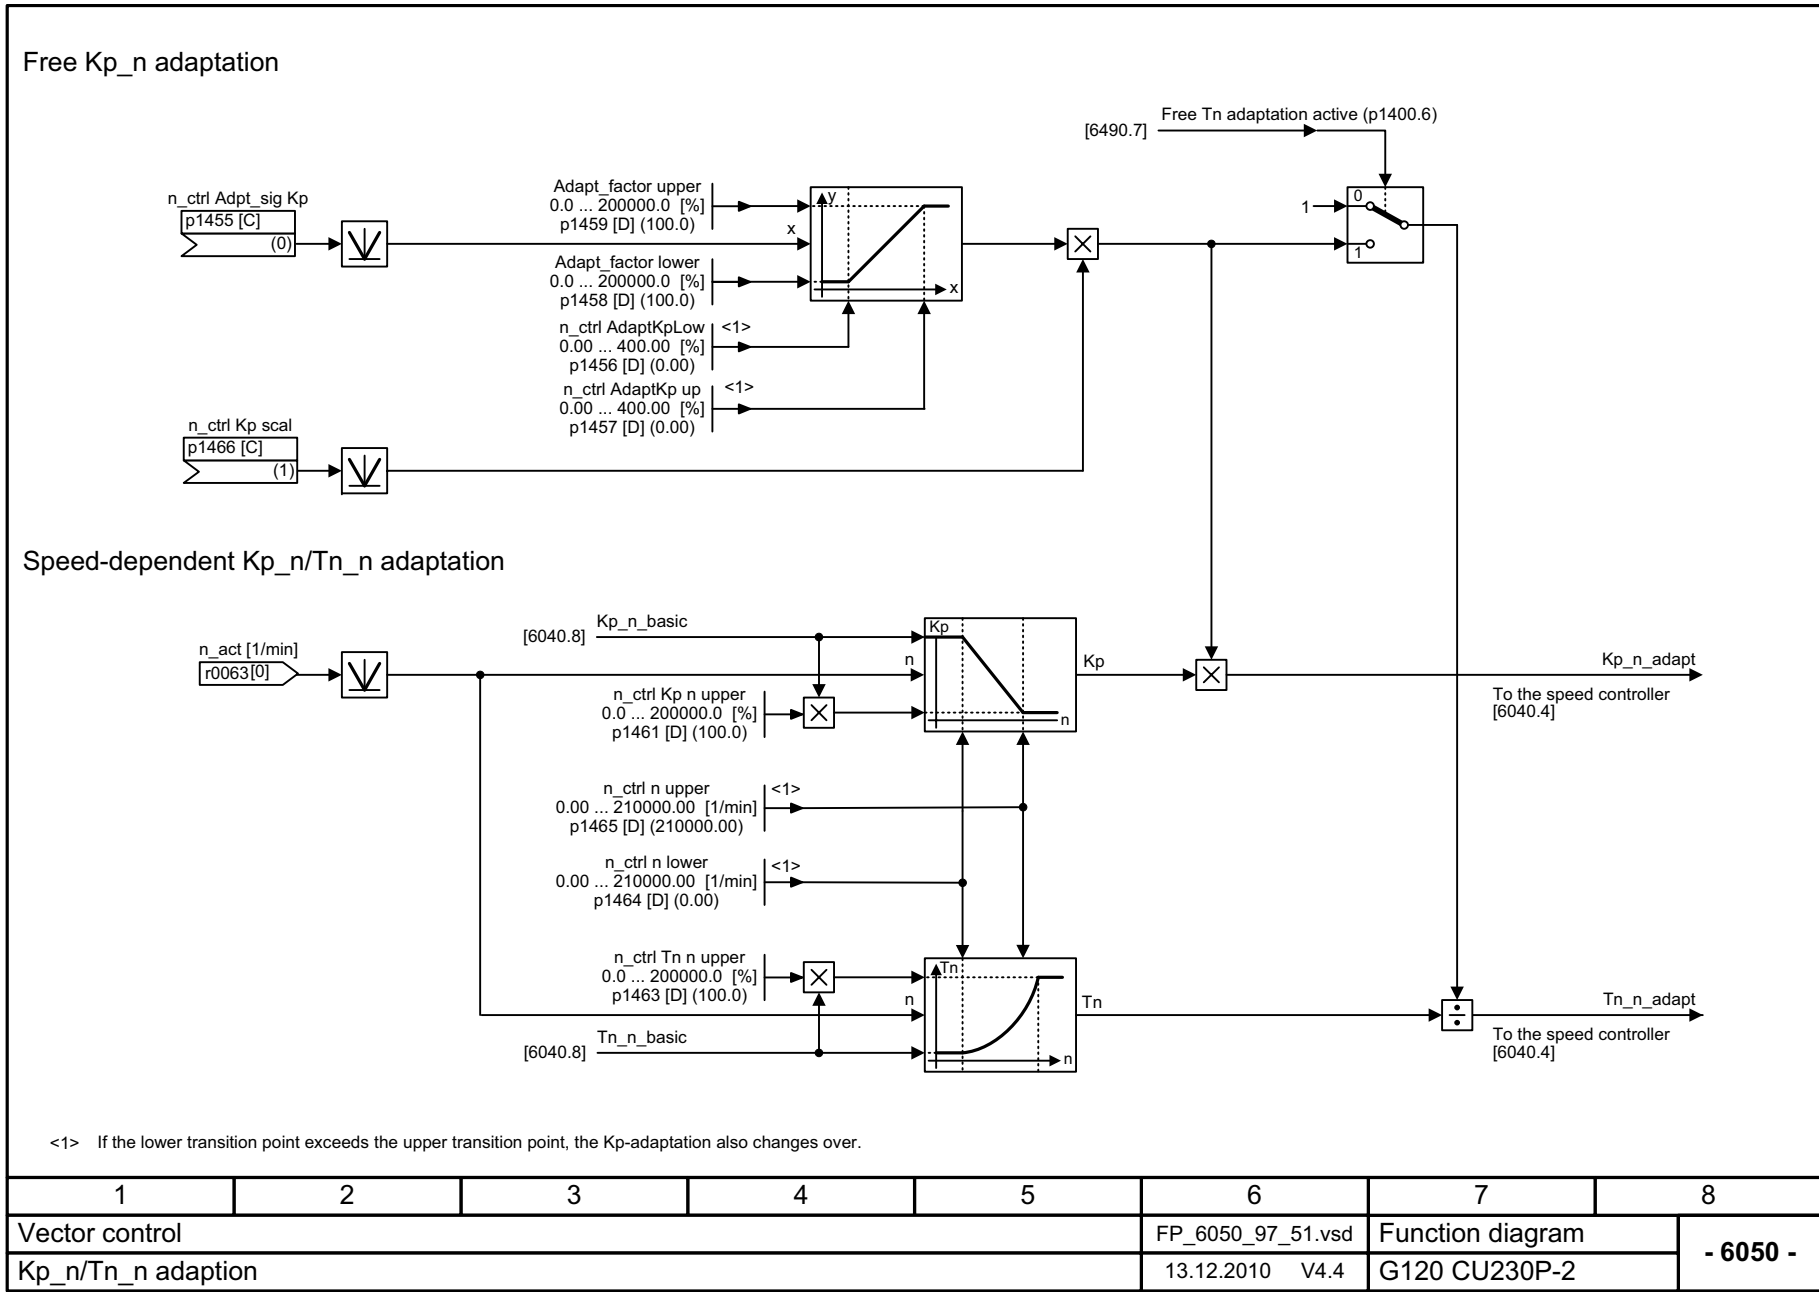 Free Kp_n adaptation
Free Tn adaptation active (p1400.6)
[6490.7]
n_ctrl Adpt_sig Kp
p1455 [C]
(0)
Adapt_factor upper
0.0 ... 200000.0 [%]
p1459 [D] (100.0)
x
Adapt_factor lower
0.0 ... 200000.0 [%]
p1458 [D] (100.0)
y
x
1
0
1
n_ctrl AdaptKpLow
0.00 ... 400.00 [%]
p1456 [D] (0.00)
<1>
n_ctrl AdaptKp up
0.00 ... 400.00 [%]
p1457 [D] (0.00)
<1>
n_ctrl Kp scal
p1466 [C]
(1)
Speed-dependent Kp_n/Tn_n adaptation
[6040.8]
Kp_n_basic
n_act [1/min]
r0063[0]
n
Kp
n
Kp
Kp_n_adapt
To the speed controller
[6040.4]
n_ctrl Kp n upper
0.0 ... 200000.0 [%]
p1461 [D] (100.0)
n_ctrl n upper
0.00 ... 210000.00 [1/min]
p1465 [D] (210000.00)
<1>
n_ctrl n lower
0.00 ... 210000.00 [1/min]
p1464 [D] (0.00)
<1>
n_ctrl Tn n upper
0.0 ... 200000.0 [%]
p1463 [D] (100.0)
n
Tn
n
Tn
Tn_n_adapt
To the speed controller
[6040.4]
[6040.8]
Tn_n_basic
<1> If the lower transition point exceeds the upper transition point, the Kp-adaptation also changes over.
1 2 3 4 5 6 7 8
Vector control
FP_6050_97_51.vsd
Function diagram
- 6050 -
Kp_n/Tn_n adaption
13.12.2010 V4.4
G120 CU230P-2